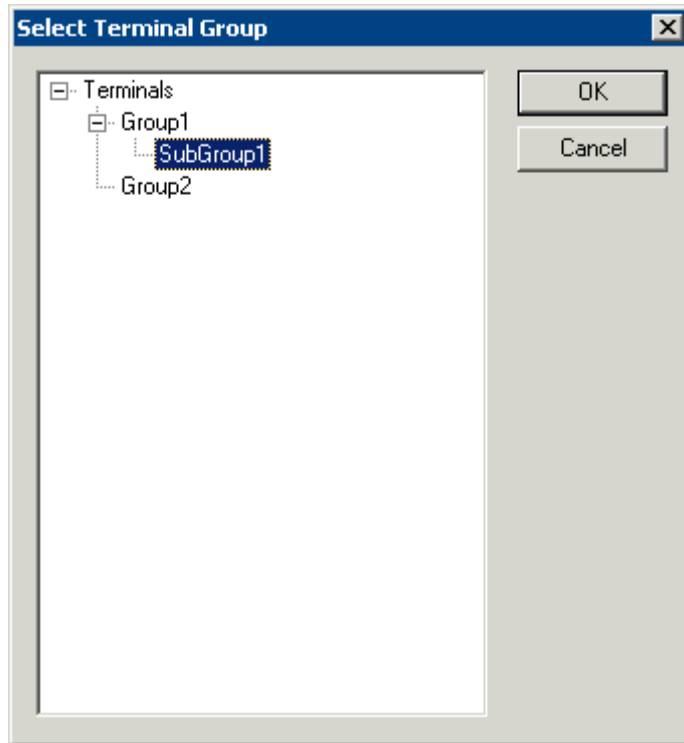 Select Terminal Group
Terminals
OK
Group1
Cancel
SubGroup1
Group2